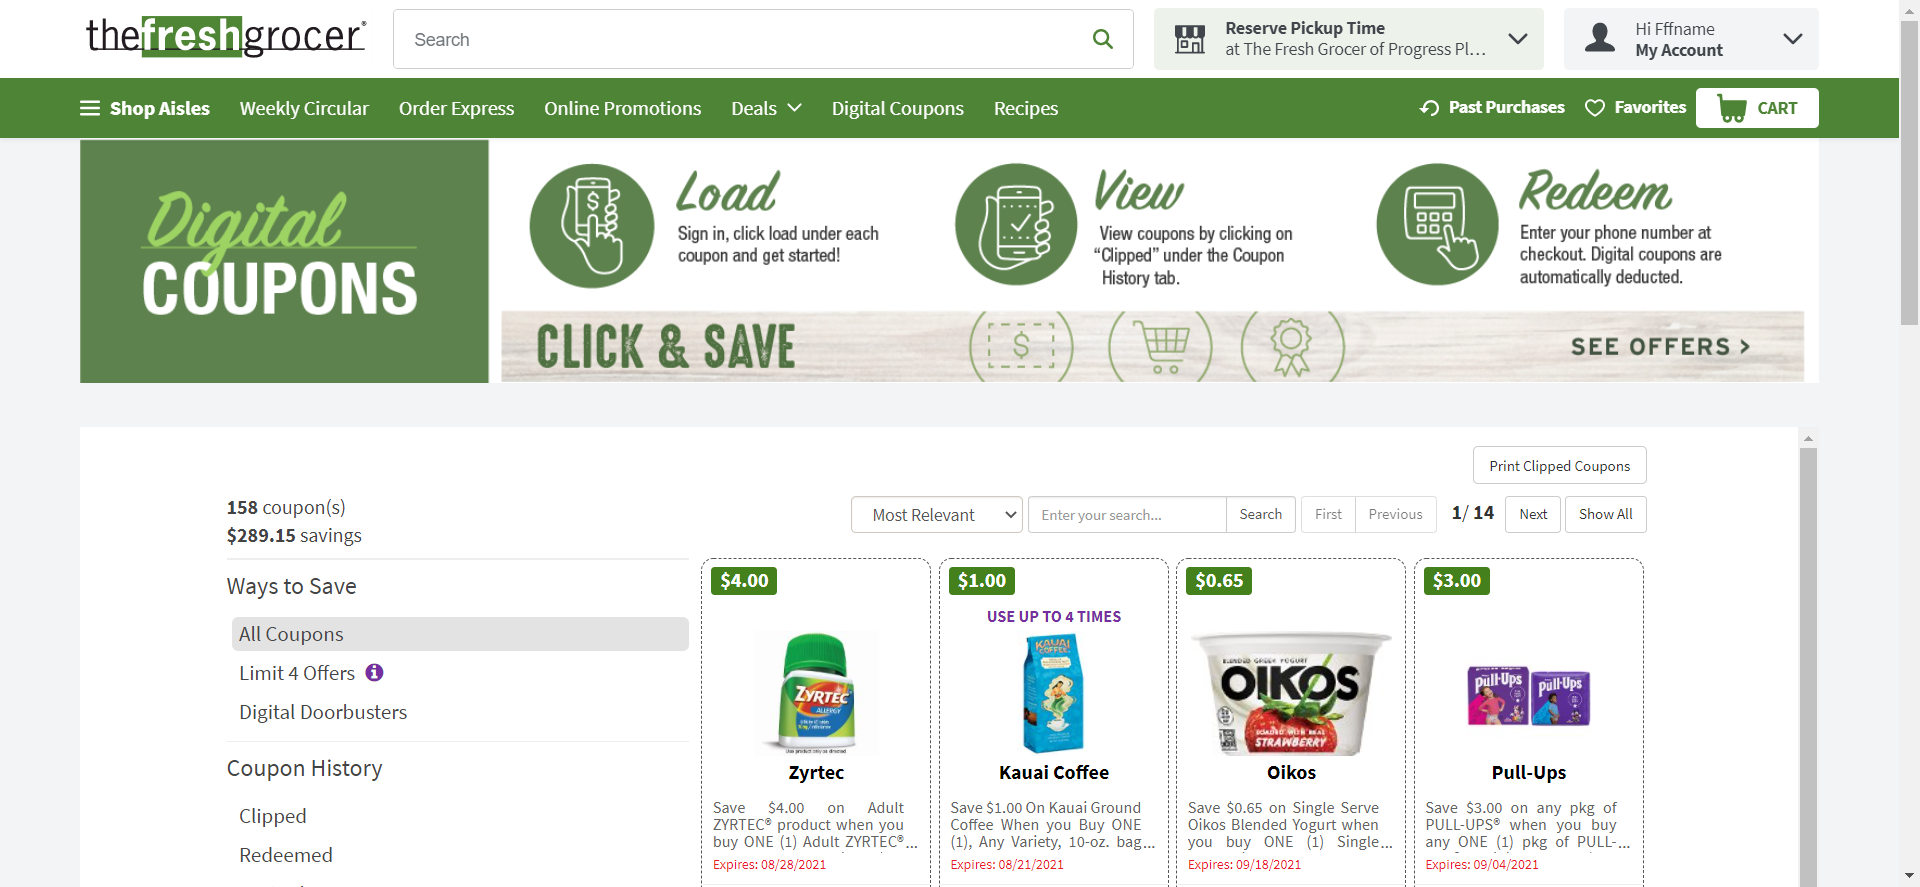 thefreshgrocer®
Search
Reserve Pickup Time
at The Fresh Grocer of Progress Pl...
Hi Fffname
My Account
Shop Aisles
Weekly Circular
Order Express
Online Promotions
Deals
Digital Coupons
Recipes
Past Purchases
Favorites
CART
Digital
COUPONS
Load
Sign in, click load under each
coupon and get started!
View
View coupons by clicking on
“Clipped” under the Coupon
History tab.
Redeem
Enter your phone number at
checkout. Digital coupons are
automatically deducted.
CLICK & SAVE
SEE OFFERS >
Print Clipped Coupons
158 coupon(s)
$289.15 savings
Most Relevant
Enter your search...
Search
First
Previous
1/ 14
Next
Show All
Ways to Save
All Coupons
Limit 4 Offers
Digital Doorbusters
Coupon History
Clipped
Redeemed
$4.00
ZYRTEC
ALLERGY
Zyrtec
Save $4.00 on Adult
ZYRTEC® product when you
buy ONE (1) Adult ZYRTEC®...
Expires: 08/28/2021
$1.00
USE UP TO 4 TIMES
KAUAI
COFFEE
Kauai Coffee
Save $1.00 On Kauai Ground
Coffee When you Buy ONE
(1), Any Variety, 10-oz. bag...
Expires: 08/21/2021
$0.65
BLENDED GREEK YOGURT
OIKOS
LOADED WITH REAL
STRAWBERRY
Oikos
Save $0.65 on Single Serve
Oikos Blended Yogurt when
you buy ONE (1) Single...
Expires: 09/18/2021
$3.00
Pull-Ups
Pull-Ups
Pull-Ups
Save $3.00 on any pkg of
PULL-UPS® when you buy
any ONE (1) pkg of PULL-...
Expires: 09/04/2021